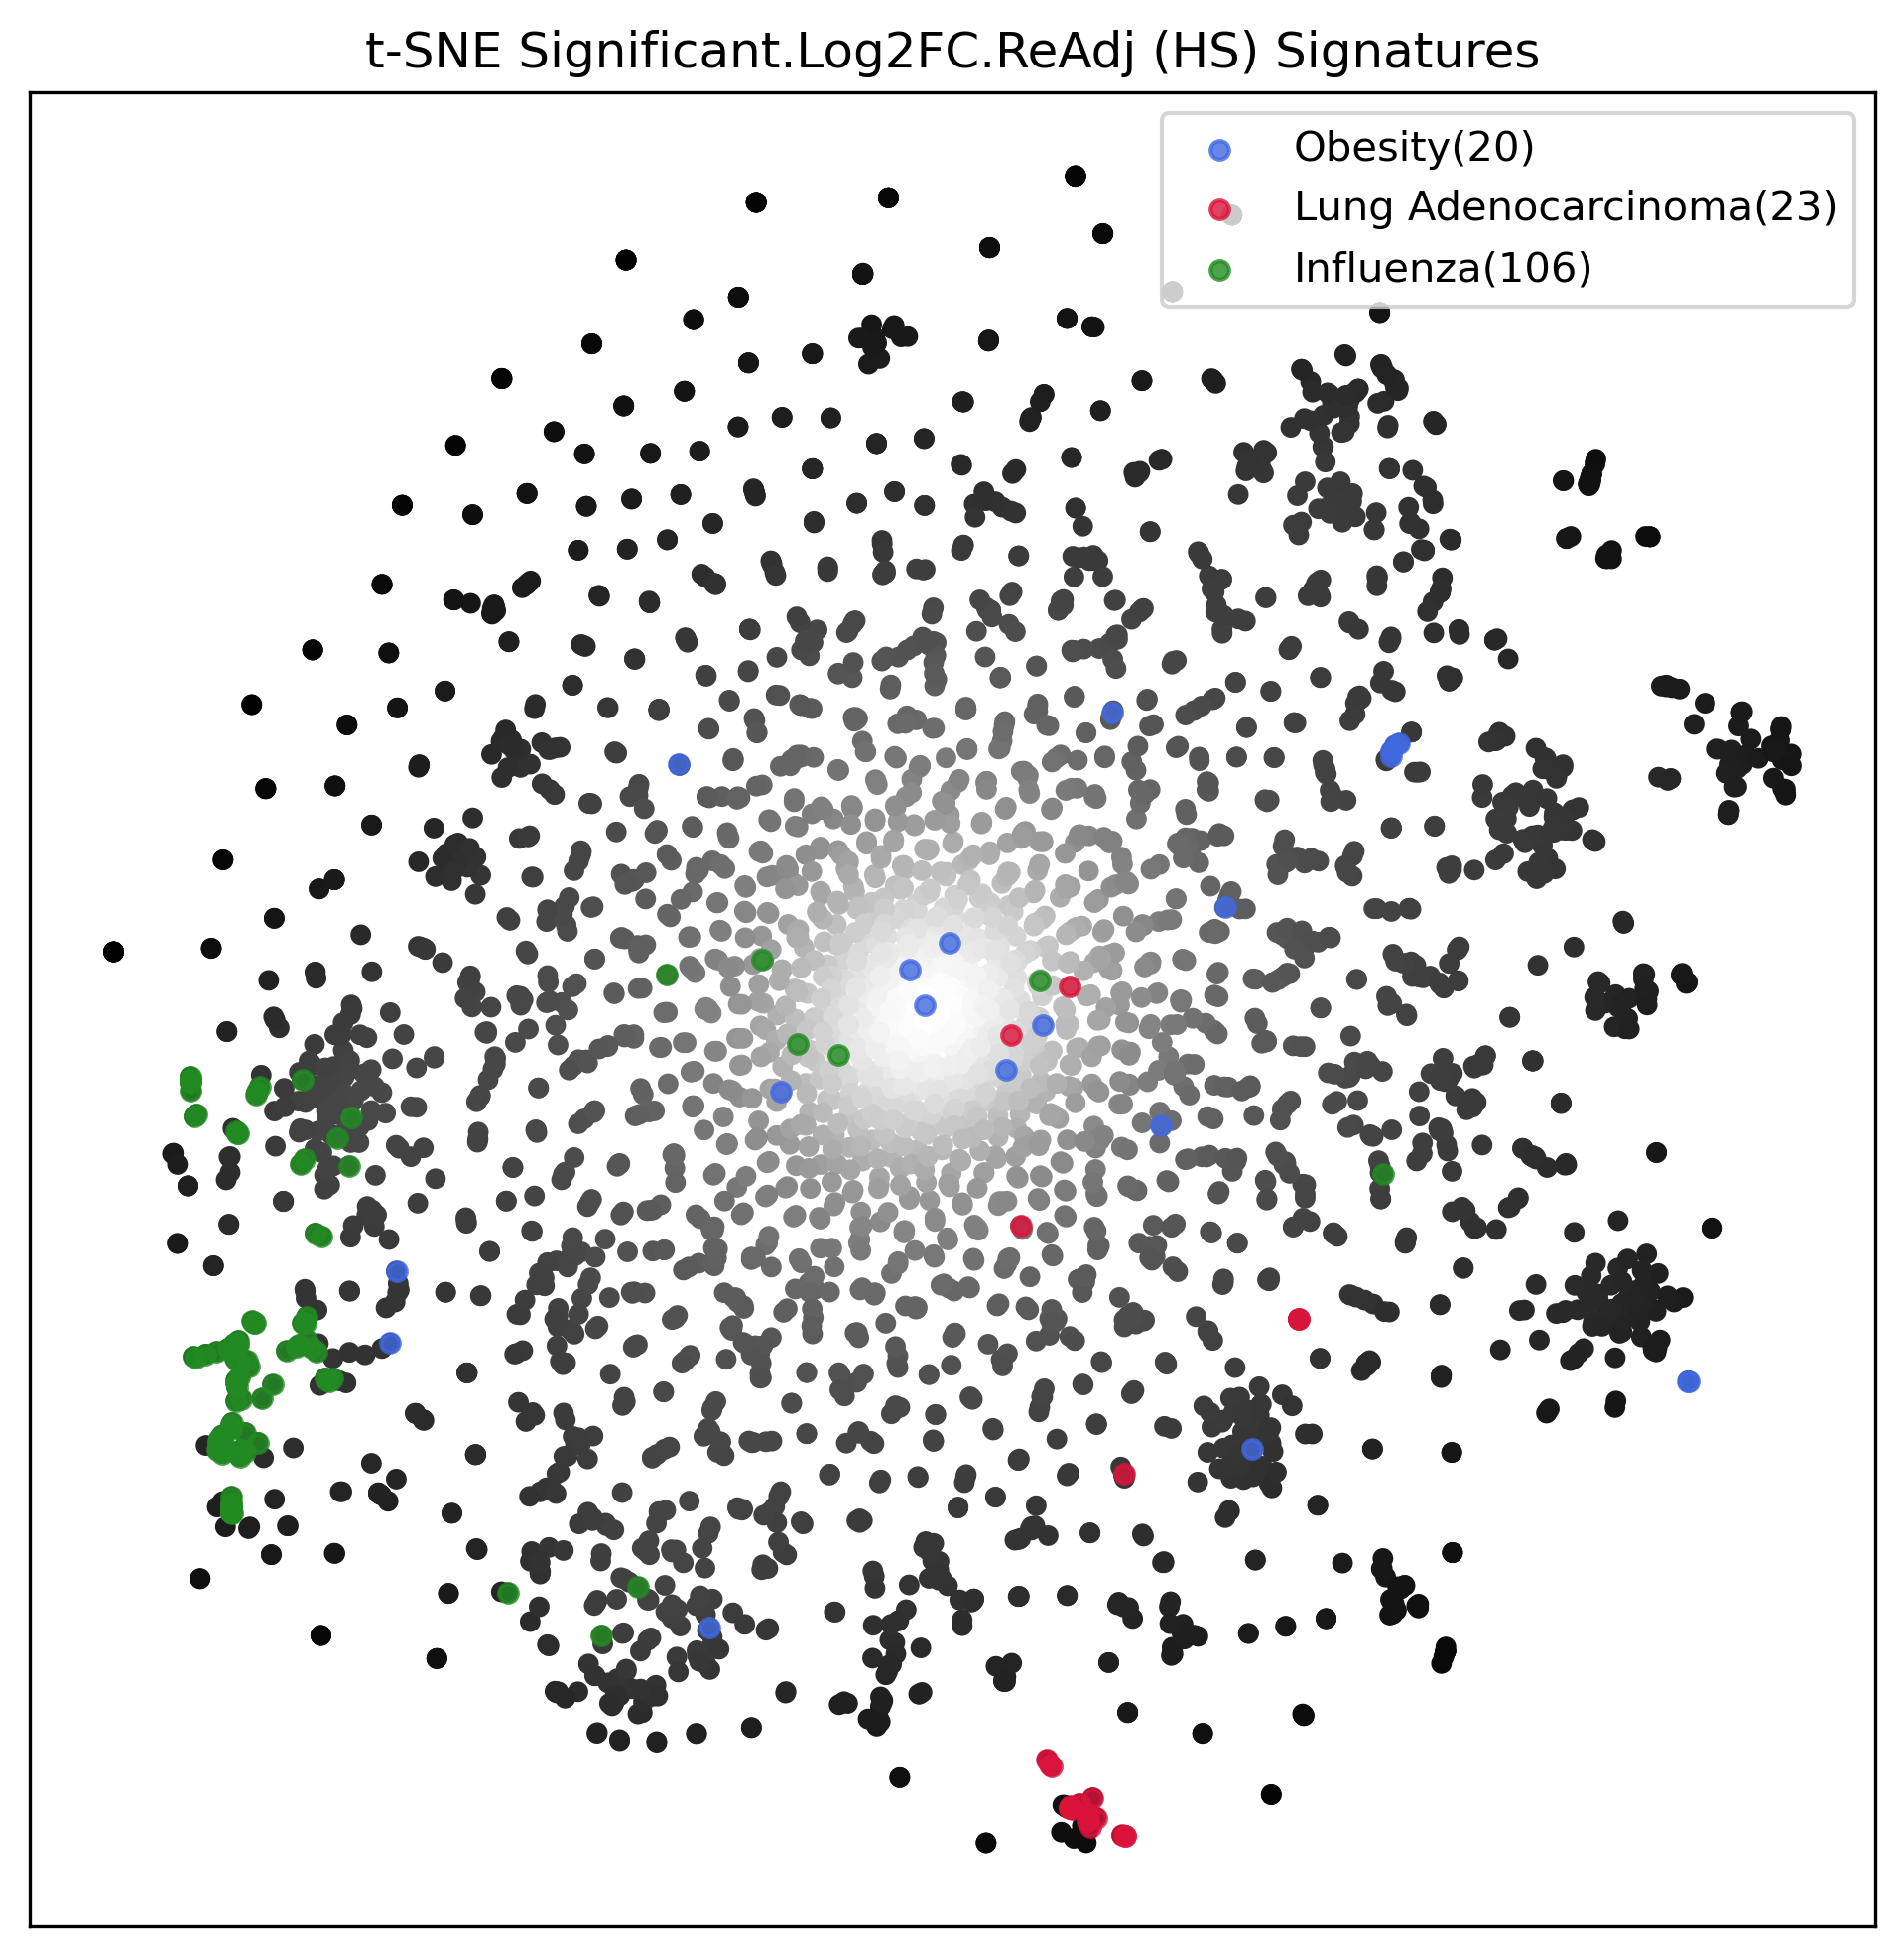 t-SNE Significant.Log2FC.ReAdj (HS) Signatures
Obesity(20)
Lung Adenocarcinoma(23)
Influenza(106)